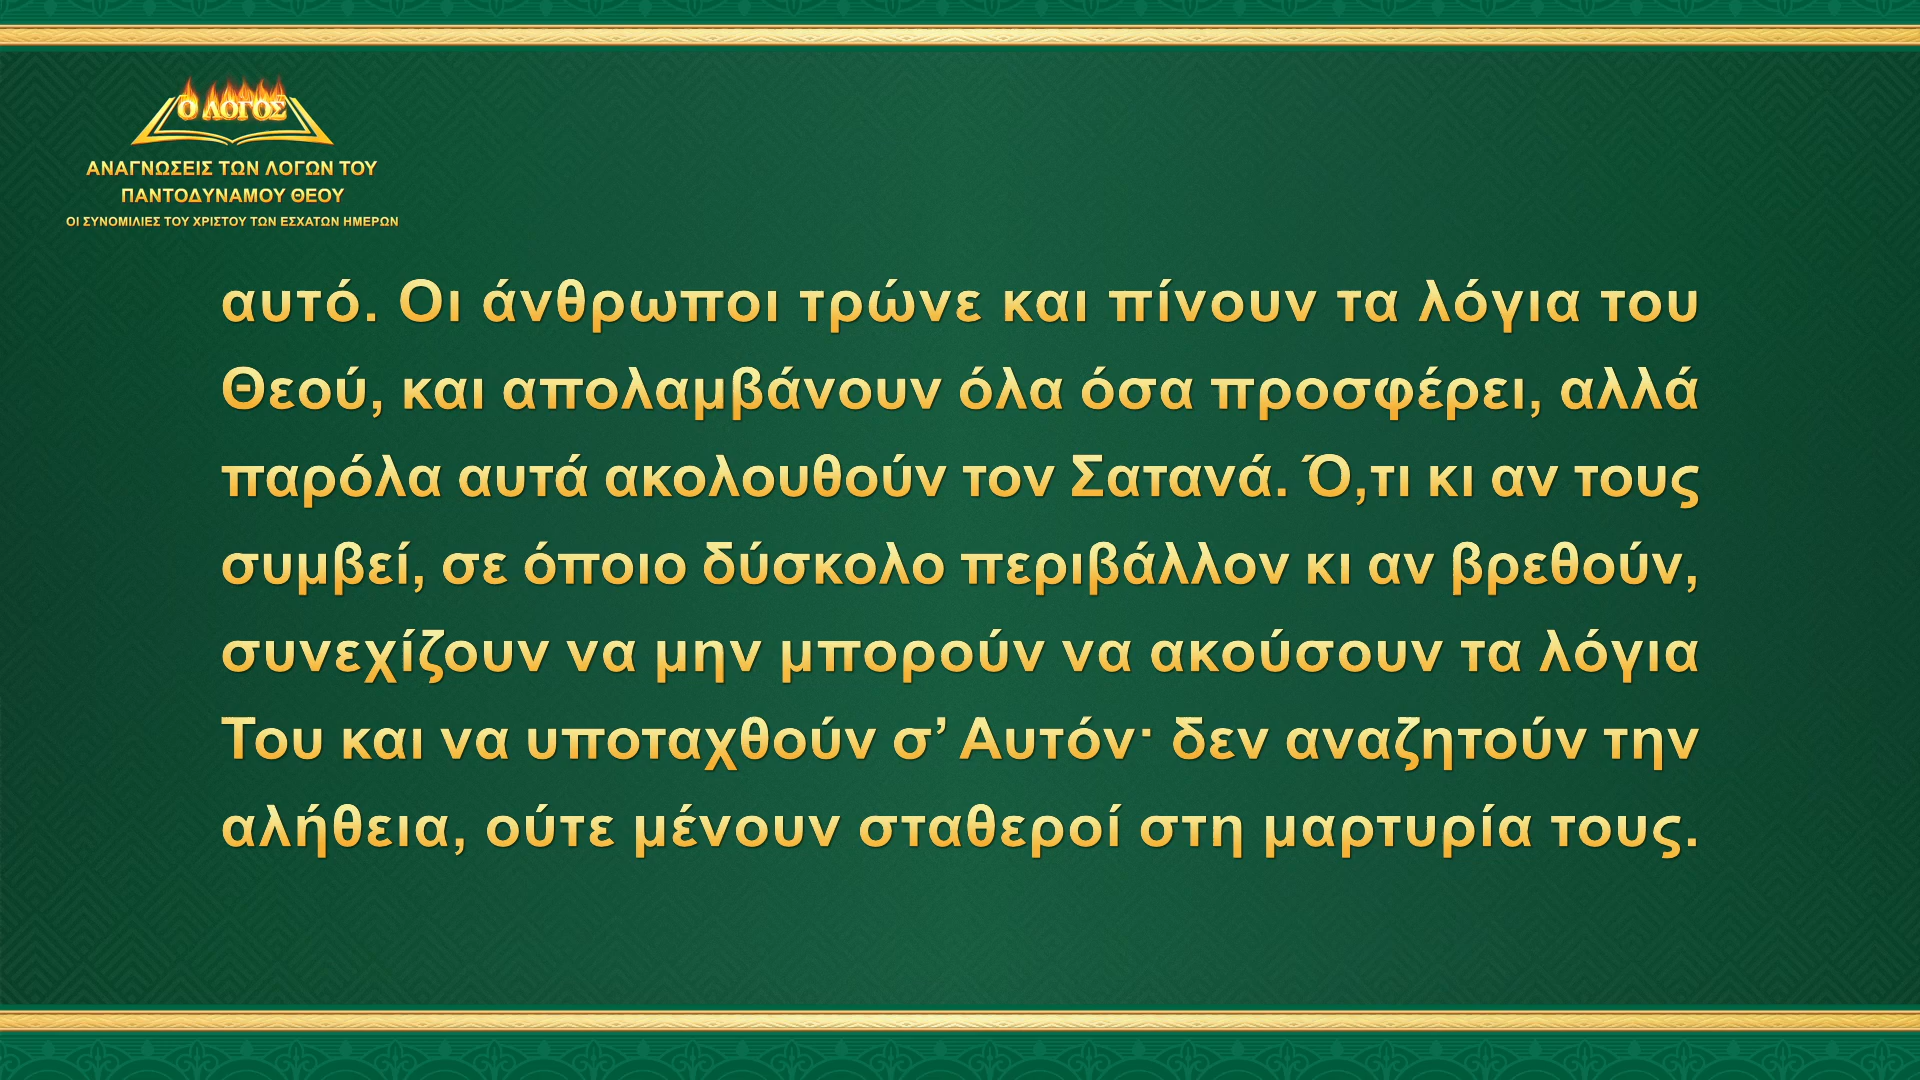 Ο ΛΟΓΟΣ
ΑΝΑΓΝΩΣΕΙΣ ΤΩΝ ΛΟΓΩΝ ΤΟΥ
ΠΑΝΤΟΔΥΝΑΜΟΥ ΘΕΟΥ
ΟΙ ΣΥΝΟΜΙΛΙΕΣ ΤΟΥ ΧΡΙΣΤΟΥ ΤΩΝ ΕΣΧΑΤΩΝ ΗΜΕΡΩΝ
αυτό. Οι άνθρωποι τρώνε και πίνουν τα λόγια του
Θεού, και απολαμβάνουν όλα όσα προσφέρει, αλλά
παρόλα αυτά ακολουθούν τον Σατανά. Ό,τι κι αν τους
συμβεί, σε όποιο δύσκολο περιβάλλον κι αν βρεθούν,
συνεχίζουν να μην μπορούν να ακούσουν τα λόγια
Του και να υποταχθούν σ’ Αυτόν· δεν αναζητούν την
αλήθεια, ούτε μένουν σταθεροί στη μαρτυρία τους.